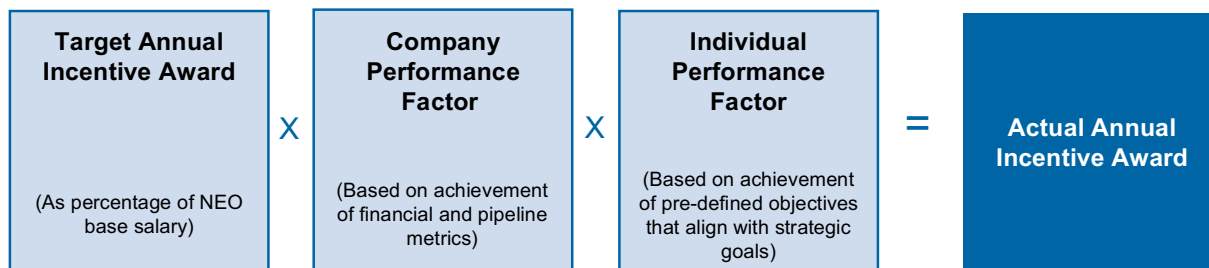 Target Annual
Incentive Award
(As percentage of NEO
base salary)
X
Company
Performance
Factor
(Based on achievement
of financial and pipeline
metrics)
X
Individual
Performance
Factor
(Based on achievement
of pre-defined objectives
that align with strategic
goals)
=
Actual Annual
Incentive Award